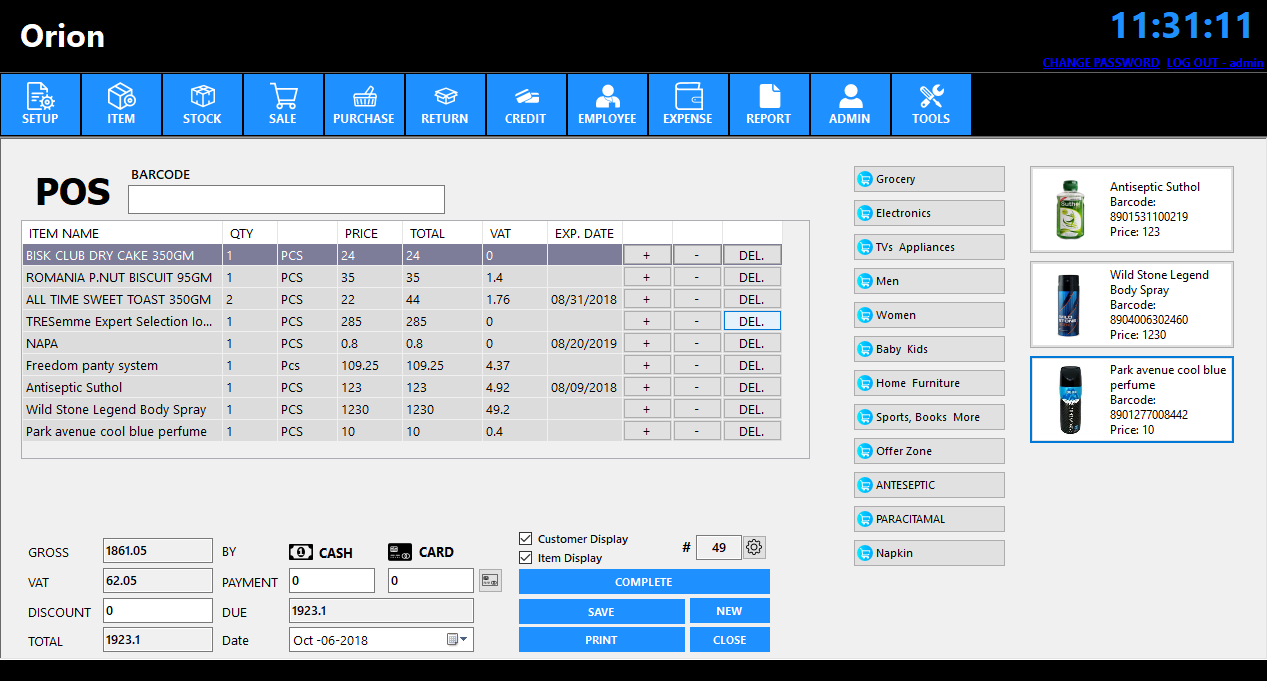 Orion
11:31:11
CHANGE PASSWORD LOG OUT - admin
SETUP ITEM STOCK SALE PURCHASE RETURN CREDIT EMPLOYEE EXPENSE REPORT ADMIN TOOLS
POS
BARCODE
ITEM NAME QTY PRICE TOTAL VAT EXP. DATE
BISK CLUB DRY CAKE 350GM 1 PCS 24 24 0 + - DEL.
ROMANIA P.NUT BISCUIT 95GM 1 PCS 35 35 1.4 + - DEL.
ALL TIME SWEET TOAST 350GM 2 PCS 22 44 1.76 08/31/2018 + - DEL.
TRESemme Expert Selection Io... 1 PCS 285 285 0 + - DEL.
NAPA 1 PCS 0.8 0.8 0 08/20/2019 + - DEL.
Freedom panty system 1 Pcs 109.25 109.25 4.37 + - DEL.
Antiseptic Suthol 1 PCS 123 123 4.92 08/09/2018 + - DEL.
Wild Stone Legend Body Spray 1 PCS 1230 1230 49.2 + - DEL.
Park avenue cool blue perfume 1 PCS 10 10 0.4 + - DEL.
Grocery
Electronics
TVs Appliances
Men
Women
Baby Kids
Home Furniture
Sports, Books More
Offer Zone
ANTESEPTIC
PARACITAMAL
Napkin
Antiseptic Suthol
Barcode:
8901531100219
Price: 123
Wild Stone Legend
Body Spray
Barcode:
8904006302460
Price: 1230
Park avenue cool blue
perfume
Barcode:
8901277008442
Price: 10
GROSS 1861.05 BY CASH CARD
VAT 62.05 PAYMENT 0 0
DISCOUNT 0 DUE 1923.1
TOTAL 1923.1 Date Oct -06-2018
Customer Display # 49
Item Display
COMPLETE
SAVE NEW
PRINT CLOSE